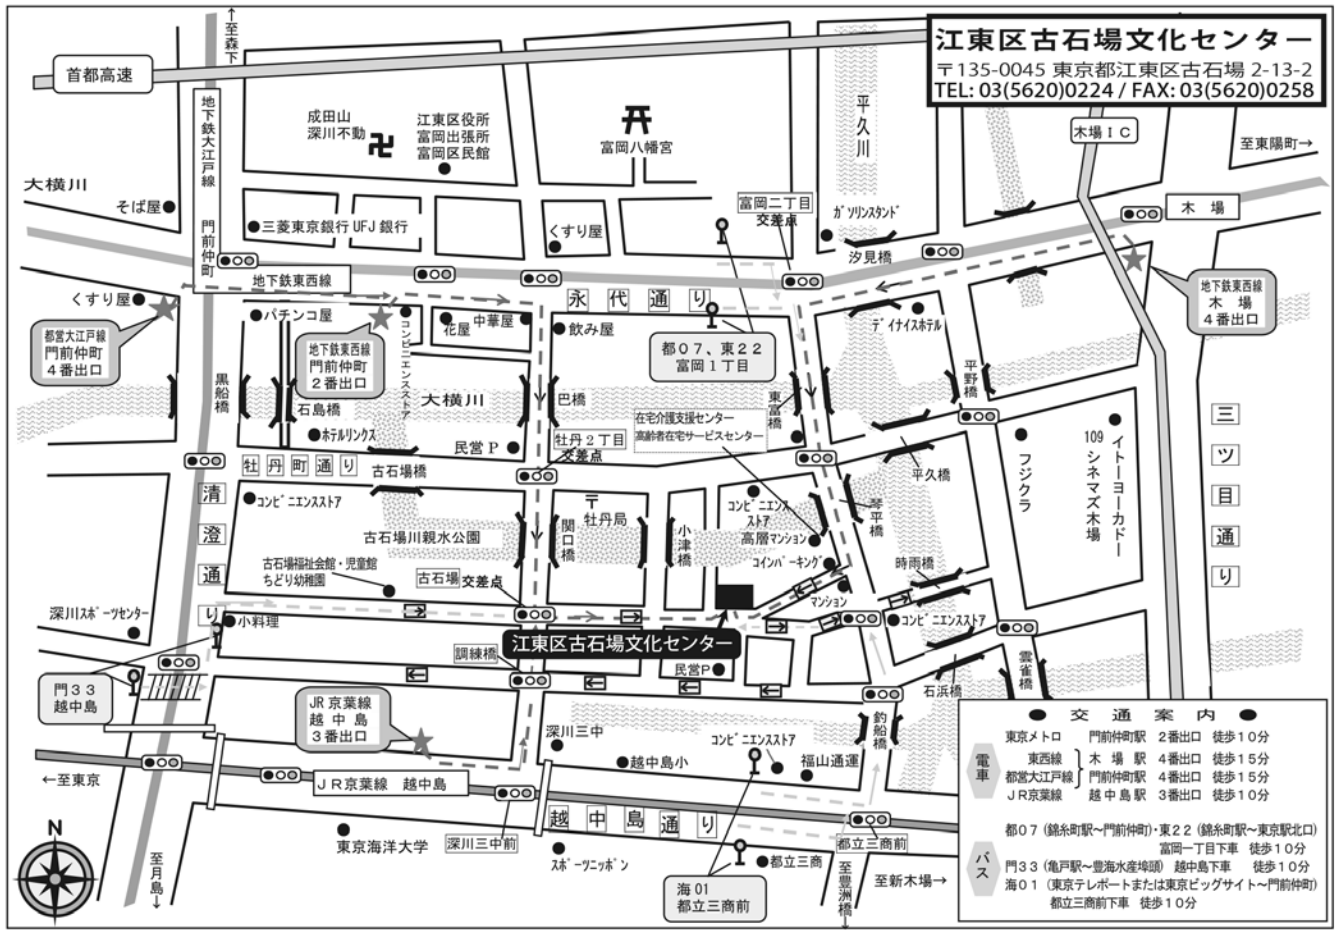 江東区古石場文化センター
〒135-0045 東京都江東区古石場 2-13-2
TEL: 03(5620)0224 / FAX: 03(5620)0258
↑至森下
首都高速
地下鉄大江戸線 門前仲町
成田山
深川不動
江東区役所
富岡出張所
富岡区民館
富岡八幡宮
平久川
木場IC
至東陽町→
大横川
そば屋
三菱東京銀行 UFJ 銀行
くすり屋
富岡二丁目
交差点
ガソリンスタンド
汐見橋
木 場
地下鉄東西線
永代通り
くすり屋
パチンコ屋
コンビニエンスストア
花屋
中華屋
飲み屋
デイナイスホテル
地下鉄東西線
木 場
4番出口
都営大江戸線
門前仲町
4番出口
地下鉄東西線
門前仲町
2番出口
都07、東22
富岡1丁目
黒船橋
石島橋
大横川
巴橋
東富橋
平野橋
在宅介護支援センター
高齢者在宅サービスセンター
ホテルリンクス
民営P
牡丹2丁目
交差点
平久橋
フジクラ
109シネマズ木場
イトーヨーカドー
三ツ目通り
牡丹町通り
古石場橋
清澄通り
コンビニエンスストア
牡丹局
コンビニエンス
ストア
琴平橋
古石場川親水公園
関口橋
小津橋
高層マンション
コインパーキング
古石場福祉会館・児童館
ちどり幼稚園
古石場
交差点
時雨橋
マンション
深川スポーツセンター
小料理
コンビニエンスストア
江東区古石場文化センター
調練橋
民営P
雲雀橋
石浜橋
門33
越中島
JR京葉線
越中島
3番出口
釣船橋
深川三中
コンビニエンスストア
越中島小
福山通運
←至東京
JR京葉線 越中島
越中島通り
東京海洋大学
深川三中前
スポーツニッポン
都立三商前
都立三商
N
至月島↓
海01
都立三商前
至豊洲橋↓
至新木場→
● 交通案内 ●
電車
東京メトロ 門前仲町駅 2番出口 徒歩10分
東西線 木場駅 4番出口 徒歩15分
都営大江戸線 門前仲町駅 4番出口 徒歩15分
JR京葉線 越中島駅 3番出口 徒歩10分
バス
都07(錦糸町駅～門前仲町)・東22(錦糸町駅～東京駅北口)
富岡一丁目下車 徒歩10分
門33(亀戸駅～豊海水産埠頭) 越中島下車 徒歩10分
海01(東京テレポートまたは東京ビッグサイト～門前仲町)
都立三商前下車 徒歩10分